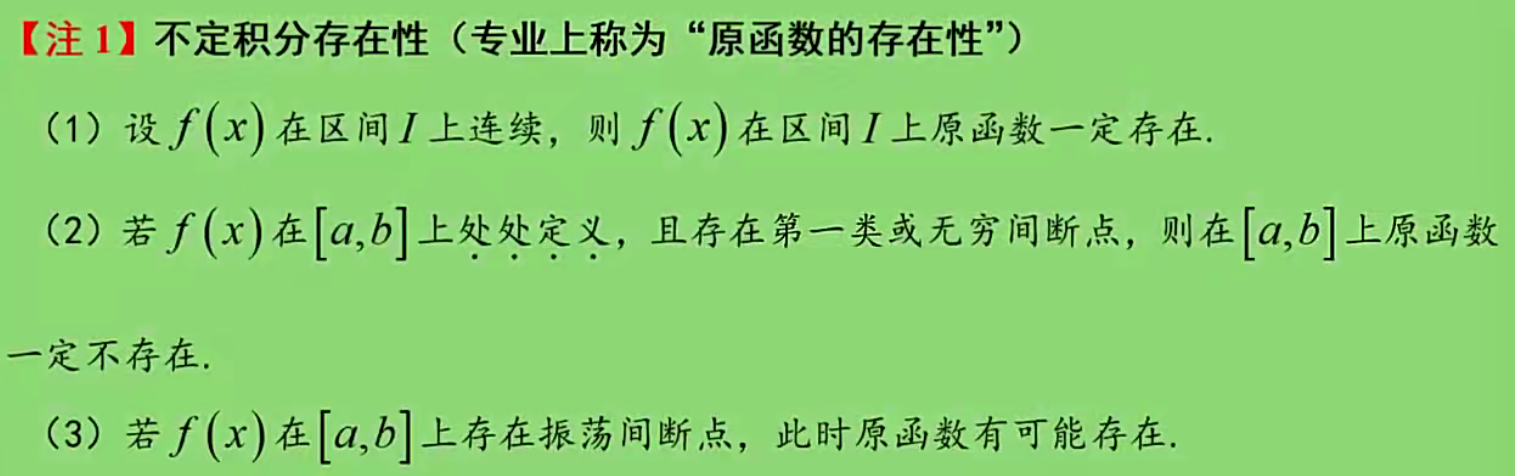 【注 1】不定积分存在性（专业上称为“原函数的存在性”）
（1）设 f(x) 在区间 I 上连续，则 f(x) 在区间 I 上原函数一定存在.
（2）若 f(x) 在 [a,b] 上处处定义，且存在第一类或无穷间断点，则在 [a,b] 上原函数
一定不存在.
（3）若 f(x) 在 [a,b] 上存在振荡间断点，此时原函数有可能存在.